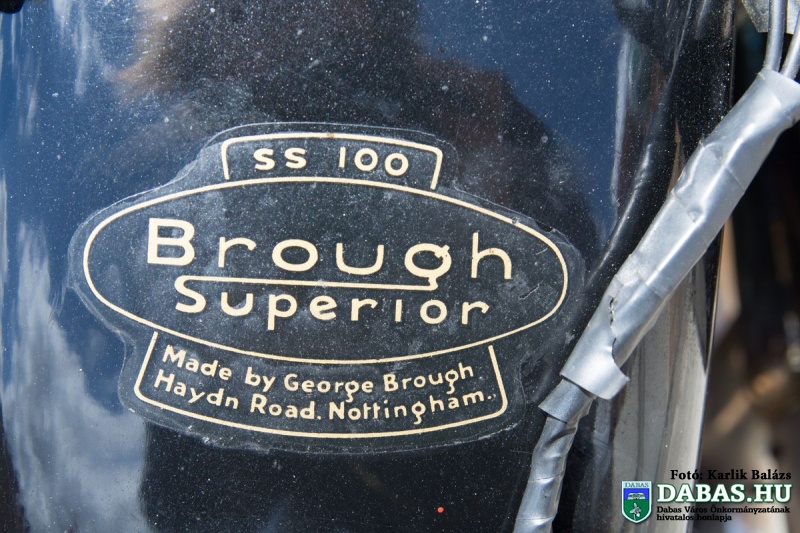 SS 100
Brough
Superior
Made by George Brough
Haydn Road. Nottingham.
Fotó: Karlik Balázs
DABAS
DABAS.HU
Dabas Város Önkormányzatának
hivatalos honlapja